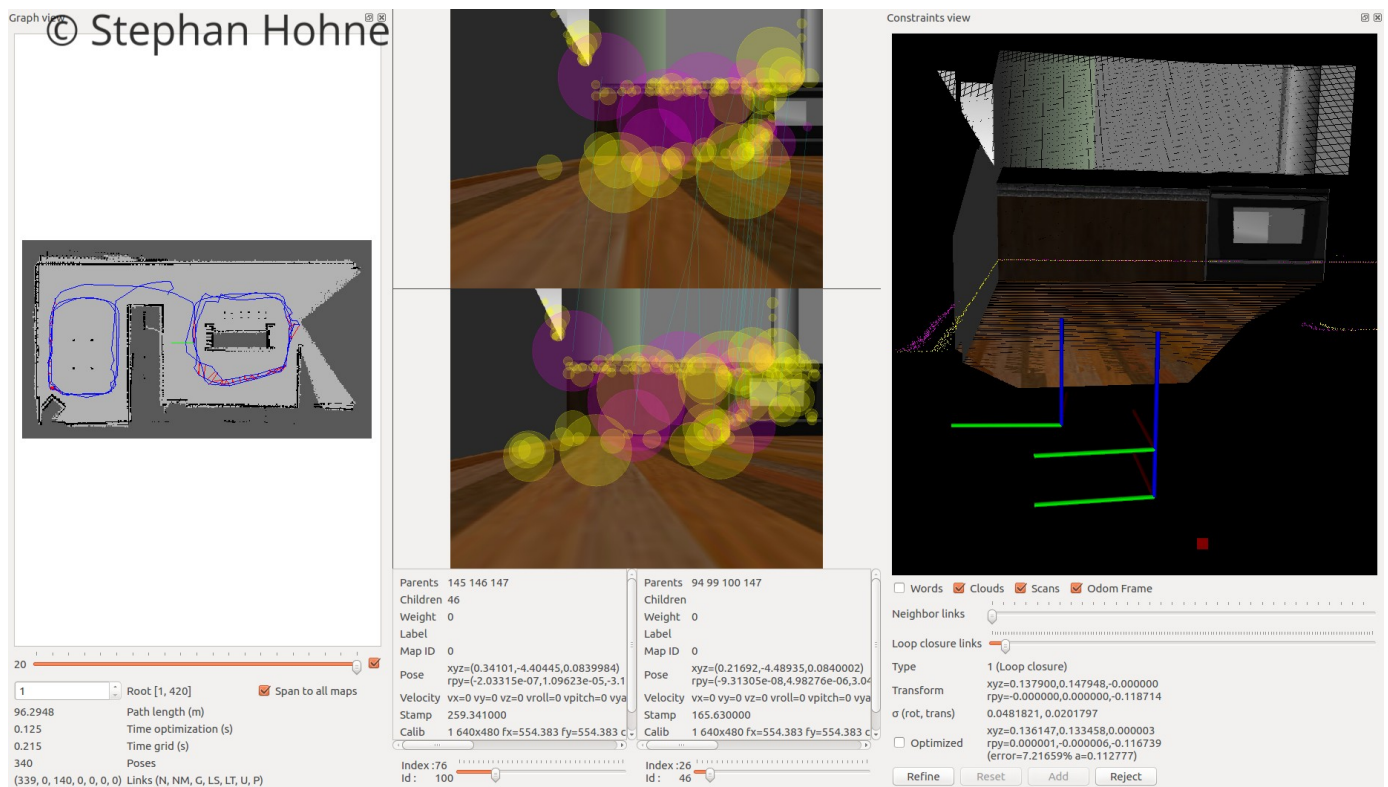 Graph view
© Stephan Hohne
Constraints view
20
1
Root [1, 420]
Span to all maps
96.2948 Path length (m)
0.125 Time optimization (s)
0.215 Time grid (s)
340 Poses
(339, 0, 140, 0, 0, 0, 0) Links (N, NM, G, LS, LT, U, P)
Parents 145 146 147
Children 46
Weight 0
Label
Map ID 0
Pose xyz=(0.34101,-4.40445,0.0839984)
rpy=(-2.03315e-07,1.09623e-05,-3.1
Velocity vx=0 vy=0 vz=0 vroll=0 vpitch=0 vya
Stamp 259.341000
Calib 1 640x480 fx=554.383 fy=554.383 c
Index :76
Id : 100
Parents 94 99 100 147
Children
Weight 0
Label
Map ID 0
Pose xyz=(0.21692,-4.48935,0.0840002)
rpy=(-9.31305e-08,4.98276e-06,3.04
Velocity vx=0 vy=0 vz=0 vroll=0 vpitch=0 vya
Stamp 165.630000
Calib 1 640x480 fx=554.383 fy=554.383 c
Index :26
Id : 46
Words Clouds Scans Odom Frame
Neighbor links
Loop closure links
Type 1 (Loop closure)
Transform xyz=0.137900,0.147948,-0.000000
rpy=-0.000000,0.000000,-0.118714
σ (rot, trans) 0.0481821, 0.0201797
Optimized xyz=0.136147,0.133458,0.000003
rpy=0.000001,-0.000006,-0.116739
(error=7.21659% a=0.112777)
Refine Reset Add Reject